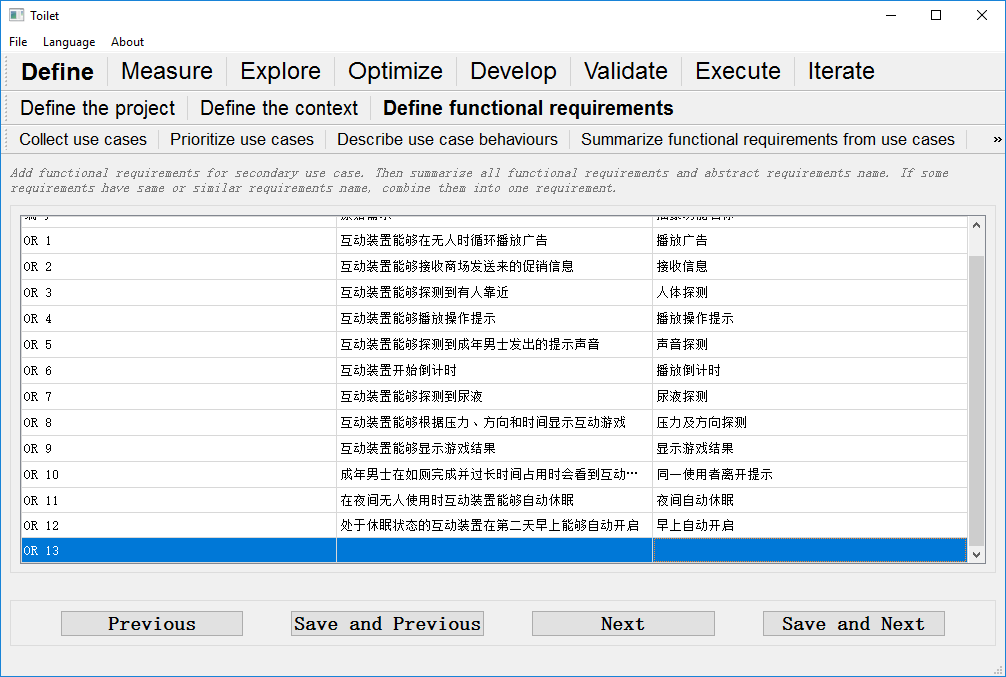 Toilet
File Language About
Define Measure Explore Optimize Develop Validate Execute Iterate
Define the project Define the context Define functional requirements
Collect use cases Prioritize use cases Describe use case behaviours Summarize functional requirements from use cases »
Add functional requirements for secondary use case. Then summarize all functional requirements and abstract requirements name. If some
requirements have same or similar requirements name, combine them into one requirement.
OR 1 互动装置能够在无人时循环播放广告 播放广告
OR 2 互动装置能够接收商场发送来的促销信息 接收信息
OR 3 互动装置能够探测到有人靠近 人体探测
OR 4 互动装置能够播放操作提示 播放操作提示
OR 5 互动装置能够探测到成年男士发出的提示声音 声音探测
OR 6 互动装置开始倒计时 播放倒计时
OR 7 互动装置能够探测到尿液 尿液探测
OR 8 互动装置能够根据压力、方向和时间显示互动游戏 压力及方向探测
OR 9 互动装置能够显示游戏结果 显示游戏结果
OR 10 成年男士在如厕完成并过长时间占用时会看到互动… 同一使用者离开提示
OR 11 在夜间无人使用时互动装置能够自动休眠 夜间自动休眠
OR 12 处于休眠状态的互动装置在第二天早上能够自动开启 早上自动开启
OR 13
Previous Save and Previous Next Save and Next